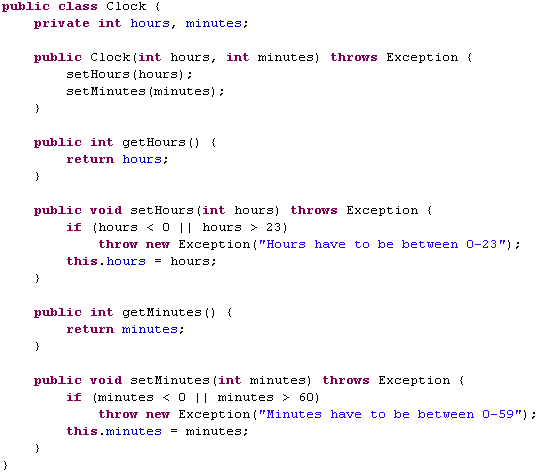 public class Clock {
    private int hours, minutes;

    public Clock(int hours, int minutes) throws Exception {
        setHours(hours);
        setMinutes(minutes);
    }

    public int getHours() {
        return hours;
    }

    public void setHours(int hours) throws Exception {
        if (hours < 0 || hours > 23)
            throw new Exception("Hours have to be between 0-23");
        this.hours = hours;
    }

    public int getMinutes() {
        return minutes;
    }

    public void setMinutes(int minutes) throws Exception {
        if (minutes < 0 || minutes > 60)
            throw new Exception("Minutes have to be between 0-59");
        this.minutes = minutes;
    }
}